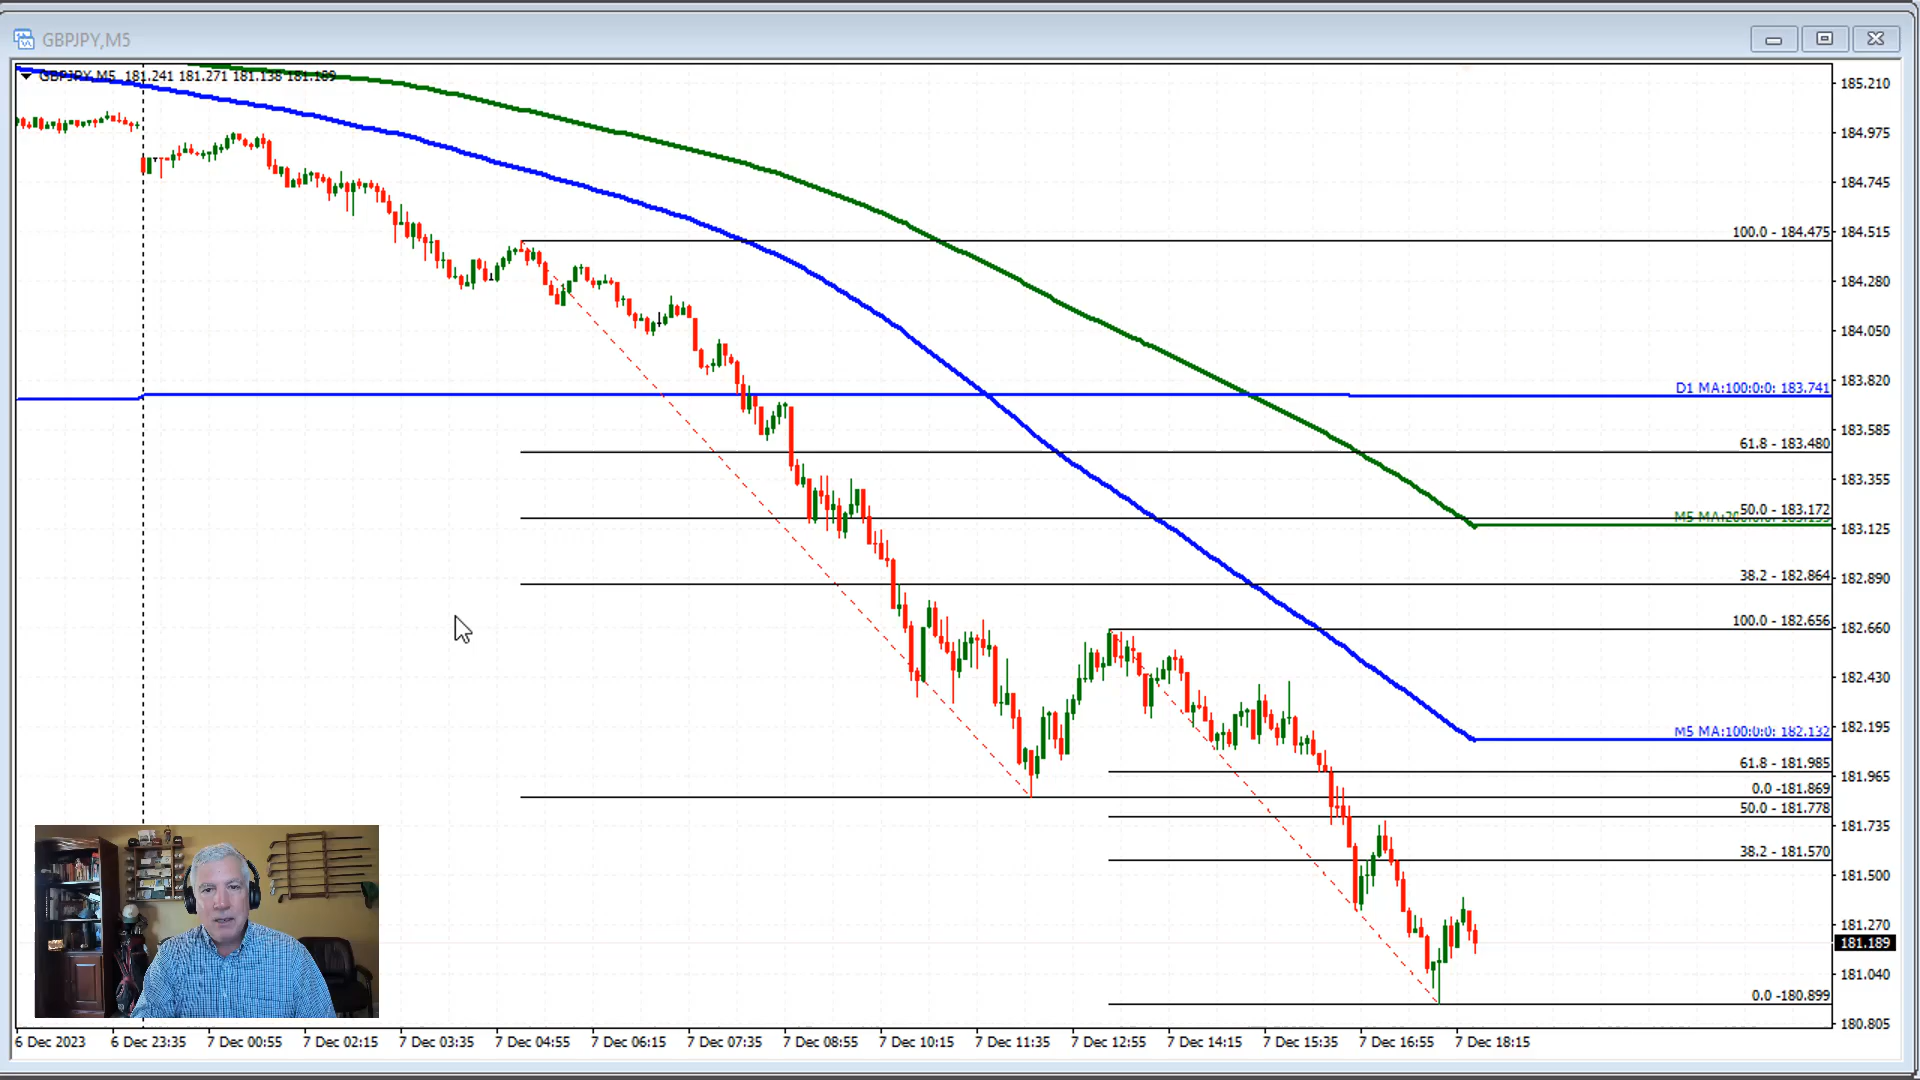 GBPJPY,M5
GBPJPY,M5 181.241 181.271 181.138 181.189
185.210
184.975
184.745
100.0 - 184.475
184.515
184.280
184.050
D1 MA:100:0:0: 183.741
183.820
61.8 - 183.480
183.585
183.355
50.0 - 183.172
183.125
38.2 - 182.864
182.890
100.0 - 182.656
182.660
182.430
M5 MA:100:0:0: 182.132
182.195
61.8 - 181.985
181.965
0.0 -181.869
50.0 - 181.778
181.735
38.2 - 181.570
181.500
181.270
181.189
181.040
0.0 -180.899
180.805
6 Dec 2023 6 Dec 23:35 7 Dec 00:55 7 Dec 02:15 7 Dec 03:35 7 Dec 04:55 7 Dec 06:15 7 Dec 07:35 7 Dec 08:55 7 Dec 10:15 7 Dec 11:35 7 Dec 12:55 7 Dec 14:15 7 Dec 15:35 7 Dec 16:55 7 Dec 18:15